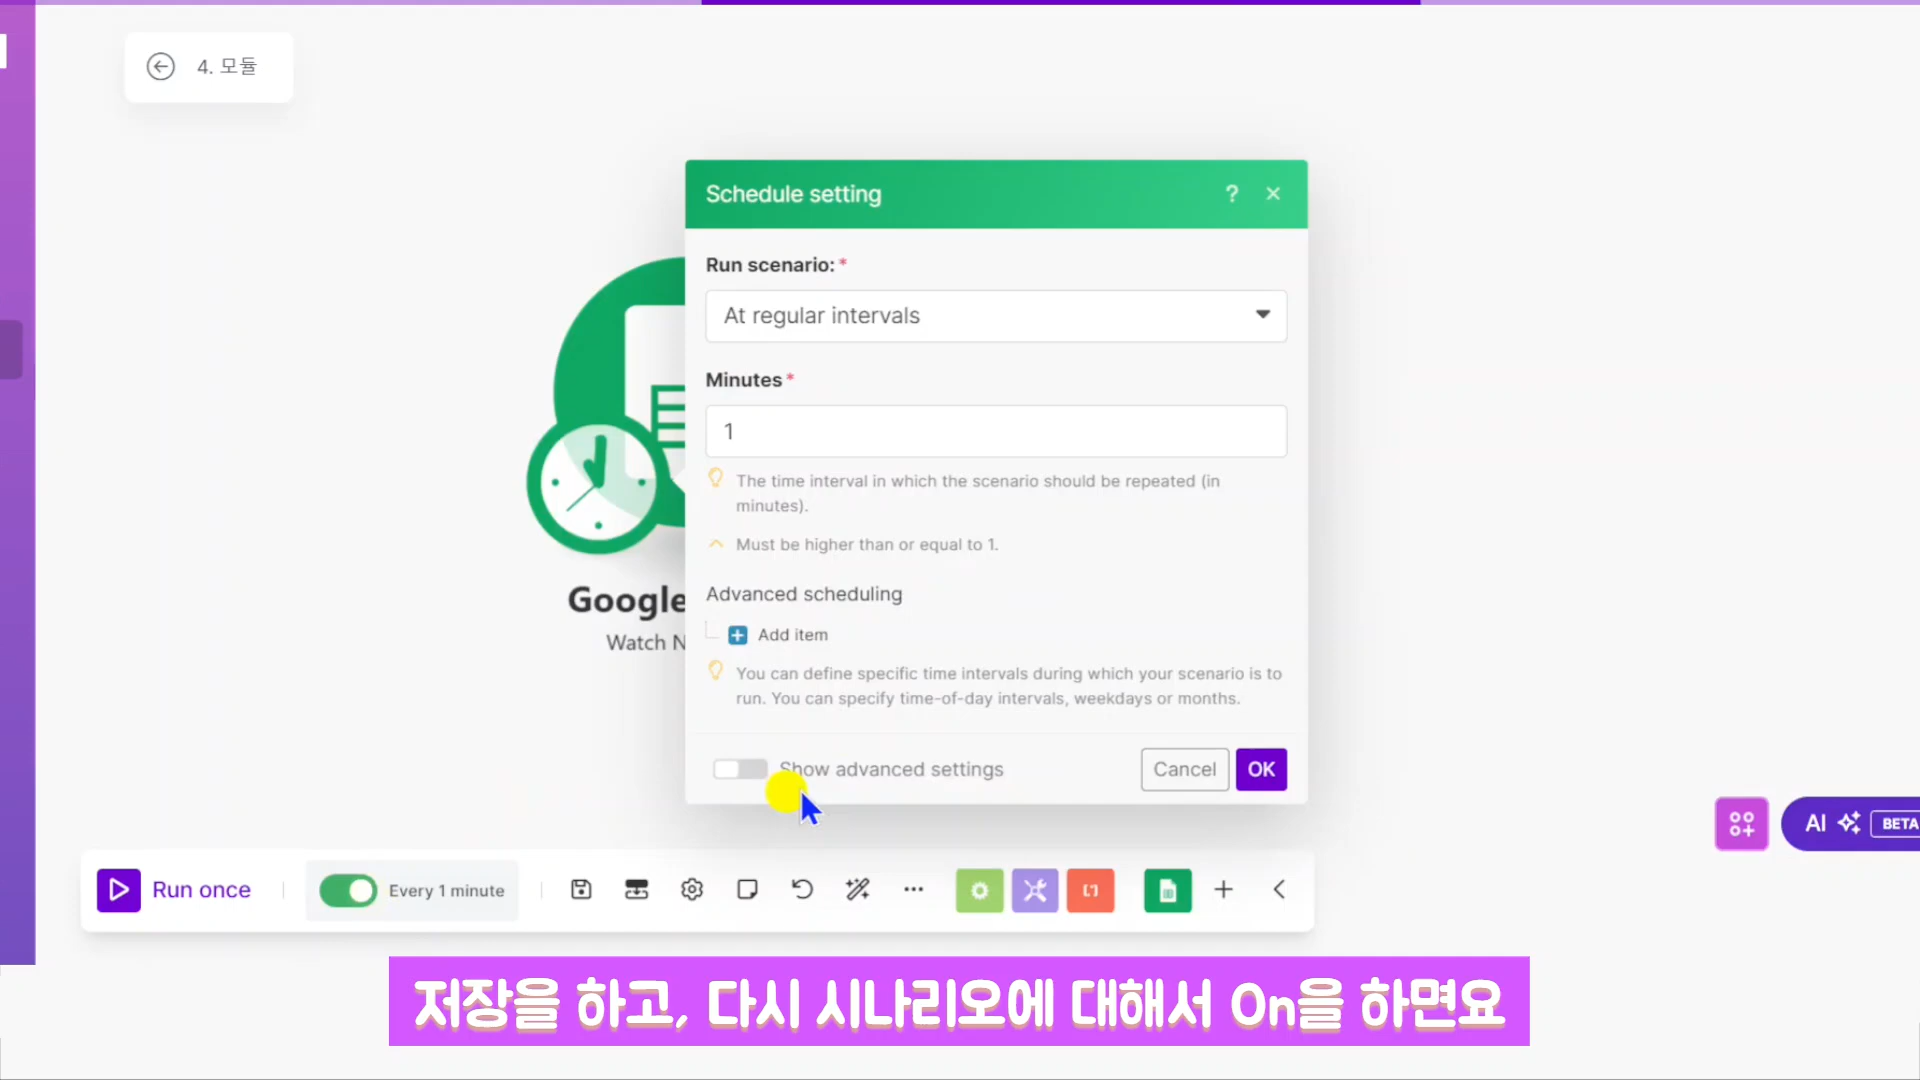 4. 모듈
Schedule setting
Run scenario: *
At regular intervals
Minutes *
1
The time interval in which the scenario should be repeated (in
minutes).
Must be higher than or equal to 1.
Advanced scheduling
Add item
You can define specific time intervals during which your scenario is to
run. You can specify time-of-day intervals, weekdays or months.
Show advanced settings
Cancel
OK
Google
Watch N
AI BETA
Run once
Every 1 minute
저장을 하고, 다시 시나리오에 대해서 On을 하면요